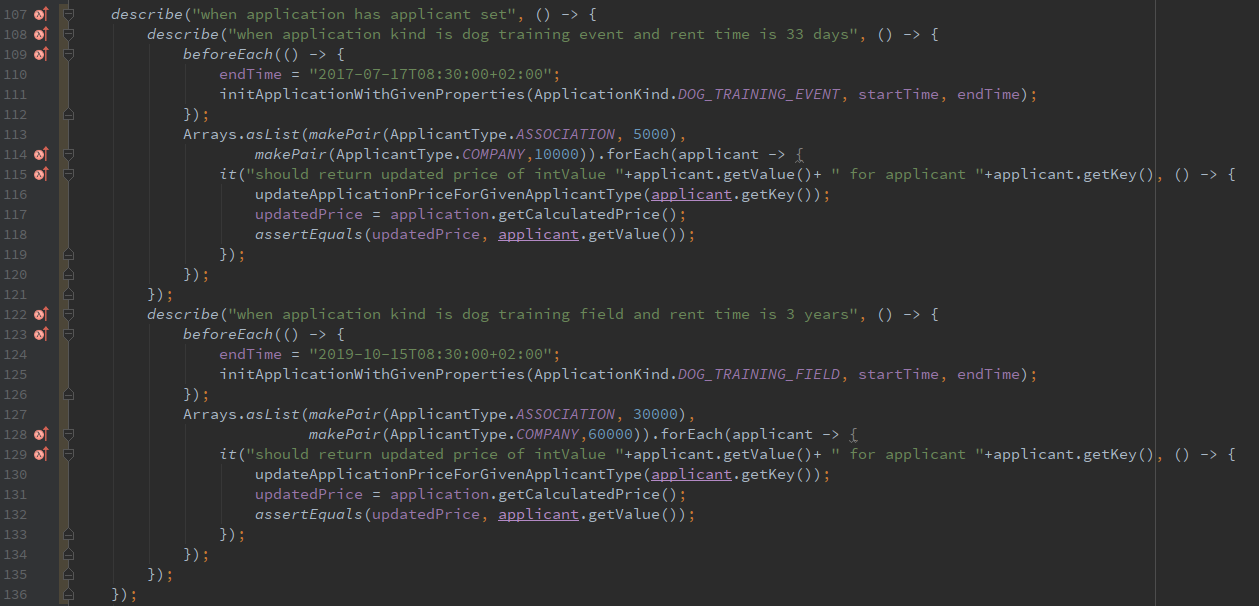 107 describe("when application has applicant set", () -> {
108 describe("when application kind is dog training event and rent time is 33 days", () -> {
109 beforeEach(() -> {
110 endTime = "2017-07-17T08:30:00+02:00";
111 initApplicationWithGivenProperties(ApplicationKind.DOG_TRAINING_EVENT, startTime, endTime);
112 });
113 Arrays.asList(makePair(ApplicantType.ASSOCIATION, 5000),
114 makePair(ApplicantType.COMPANY,10000)).forEach(applicant -> {
115 it("should return updated price of intValue "+applicant.getValue()+ " for applicant "+applicant.getKey(), () -> {
116 updateApplicationPriceForGivenApplicantType(applicant.getKey());
117 updatedPrice = application.getCalculatedPrice();
118 assertEquals(updatedPrice, applicant.getValue());
119 });
120 });
121 });
122 describe("when application kind is dog training field and rent time is 3 years", () -> {
123 beforeEach(() -> {
124 endTime = "2019-10-15T08:30:00+02:00";
125 initApplicationWithGivenProperties(ApplicationKind.DOG_TRAINING_FIELD, startTime, endTime);
126 });
127 Arrays.asList(makePair(ApplicantType.ASSOCIATION, 30000),
128 makePair(ApplicantType.COMPANY,60000)).forEach(applicant -> {
129 it("should return updated price of intValue "+applicant.getValue()+ " for applicant "+applicant.getKey(), () -> {
130 updateApplicationPriceForGivenApplicantType(applicant.getKey());
131 updatedPrice = application.getCalculatedPrice();
132 assertEquals(updatedPrice, applicant.getValue());
133 });
134 });
135 });
136 });